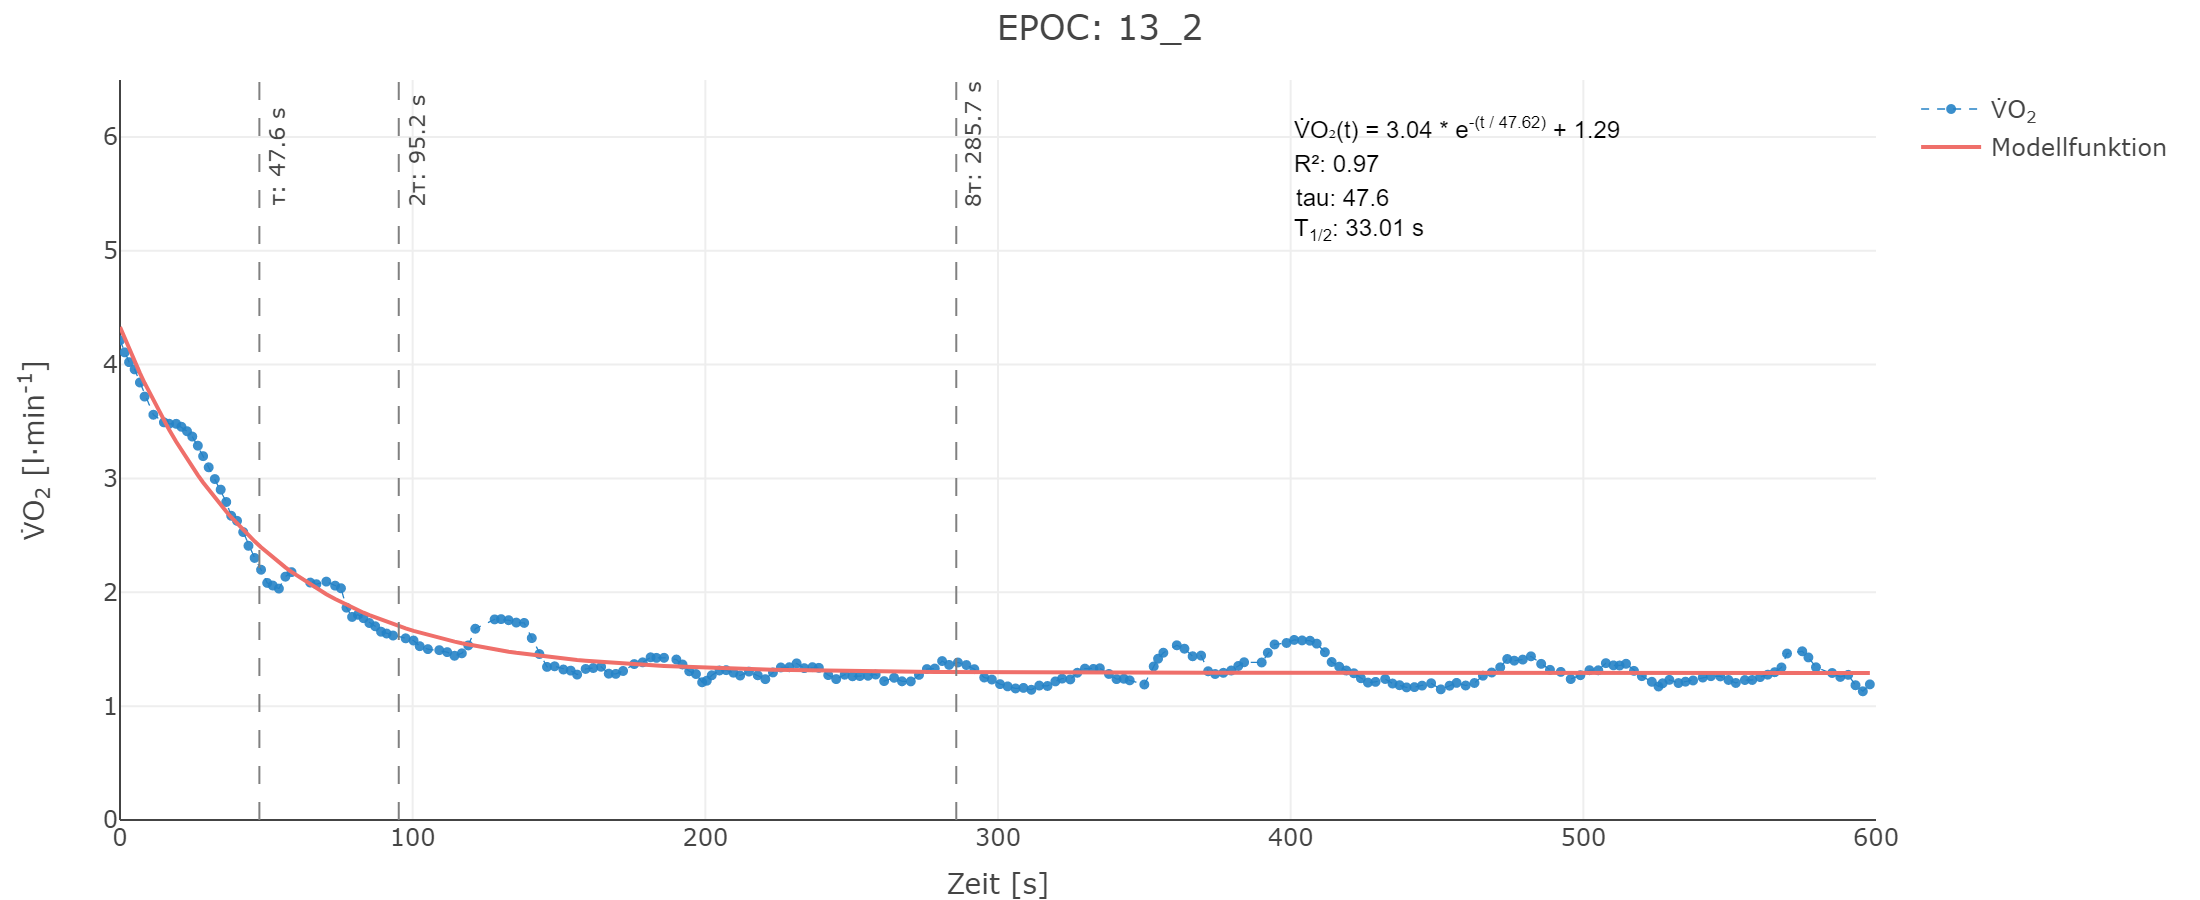 EPOC: 13_2
V̇O₂
Modellfunktion
V̇O₂(t) = 3.04 * e⁻⁽ᵗ ᐟ ⁴⁷·⁶²⁾ + 1.29
R²: 0.97
tau: 47.6
T₁/₂: 33.01 s
τ: 47.6 s
2τ: 95.2 s
8τ: 285.7 s
V̇O₂ [l·min⁻¹]
6
5
4
3
2
1
0
0 100 200 300 400 500 600
Zeit [s]